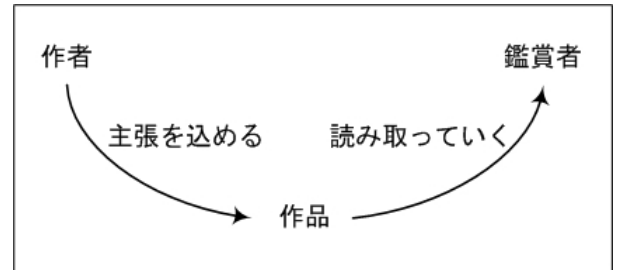 作者
鑑賞者
主張を込める
読み取っていく
作品